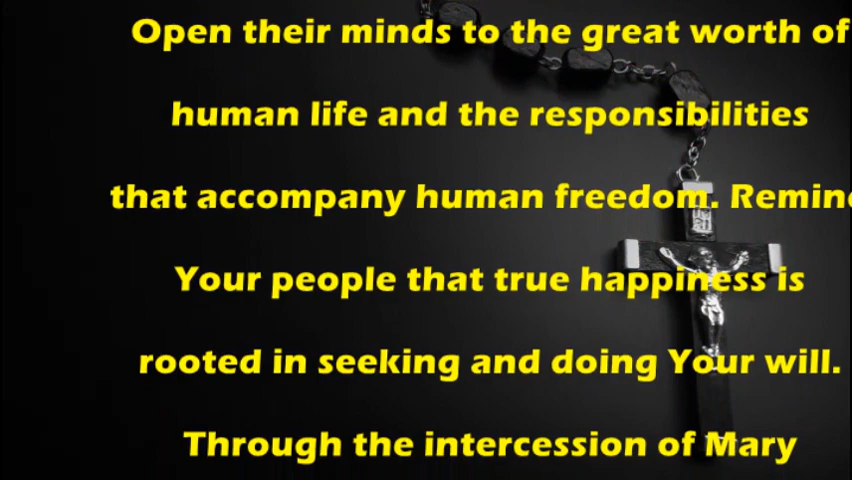 Open their minds to the great worth of
human life and the responsibilities
that accompany human freedom. Remin
Your people that true happiness is
rooted in seeking and doing Your will.
Through the intercession of Mary